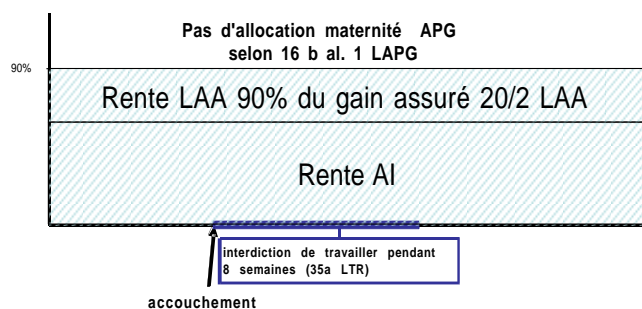 Pas d'allocation maternité APG
selon 16 b al. 1 LAPG
90%
Rente LAA 90% du gain assuré 20/2 LAA
Rente AI
interdiction de travailler pendant
8 semaines (35a LTR)
accouchement